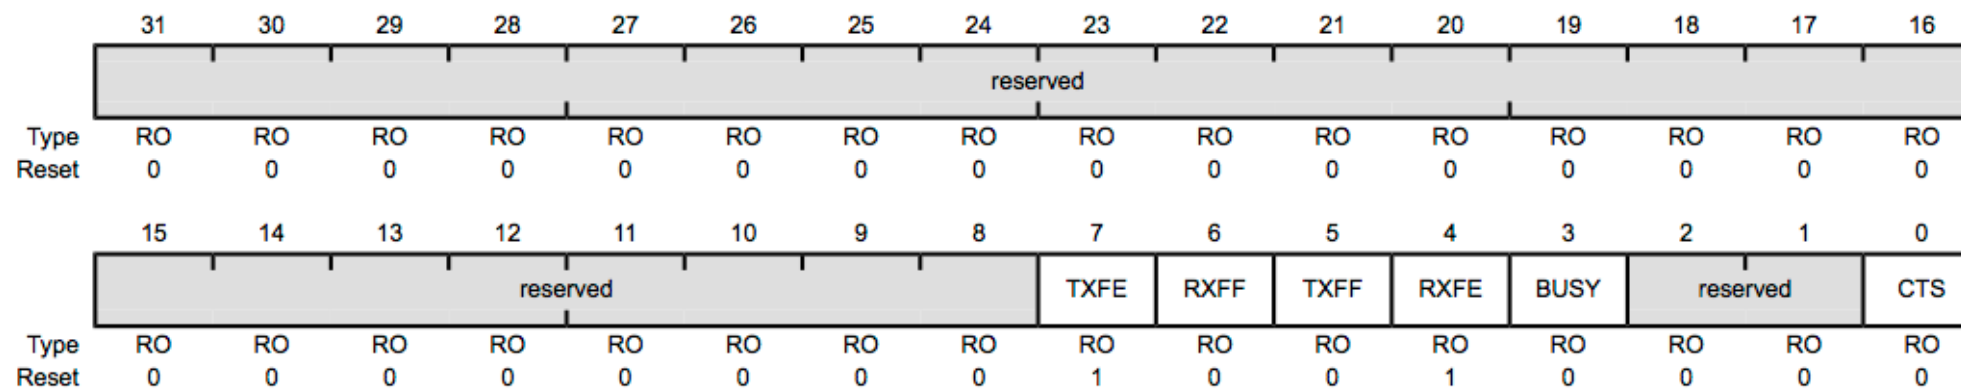 31 30 29 28 27 26 25 24 23 22 21 20 19 18 17 16
reserved
Type RO RO RO RO RO RO RO RO RO RO RO RO RO RO RO RO
Reset 0 0 0 0 0 0 0 0 0 0 0 0 0 0 0 0
15 14 13 12 11 10 9 8 7 6 5 4 3 2 1 0
reserved TXFE RXFF TXFF RXFE BUSY reserved CTS
Type RO RO RO RO RO RO RO RO RO RO RO RO RO RO RO RO
Reset 0 0 0 0 0 0 0 0 1 0 0 1 0 0 0 0